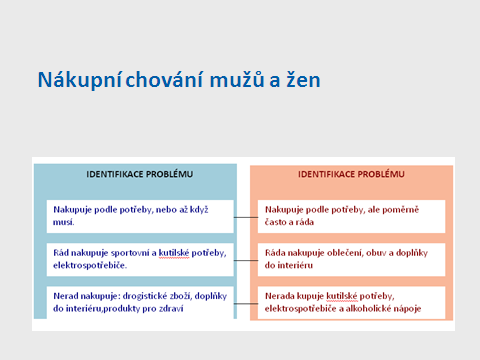 Nákupní chování mužů a žen
IDENTIFIKACE PROBLÉMU
Nakupuje podle potřeby, nebo až když
musí.
Rád nakupuje sportovní a kutilské potřeby,
elektrospotřebiče.
Nerad nakupuje: drogistické zboží, doplňky
do interiéru,produkty pro zdraví
IDENTIFIKACE PROBLÉMU
Nakupuje podle potřeby, ale poměrně
často a ráda
Ráda nakupuje oblečení, obuv a doplňky
do interiéru
Nerada kupuje kutilské potřeby,
elektrospotřebiče a alkoholické nápoje